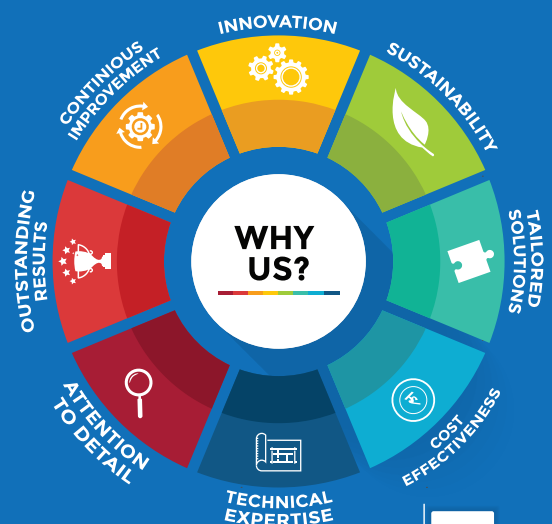 INNOVATION
SUSTAINABILITY
TAILORED
SOLUTIONS
COST
EFFECTIVENESS
TECHNICAL
EXPERTISE
ATTENTION
TO DETAIL
OUTSTANDING
RESULTS
CONTINIOUS
IMPROVEMENT
WHY
US?